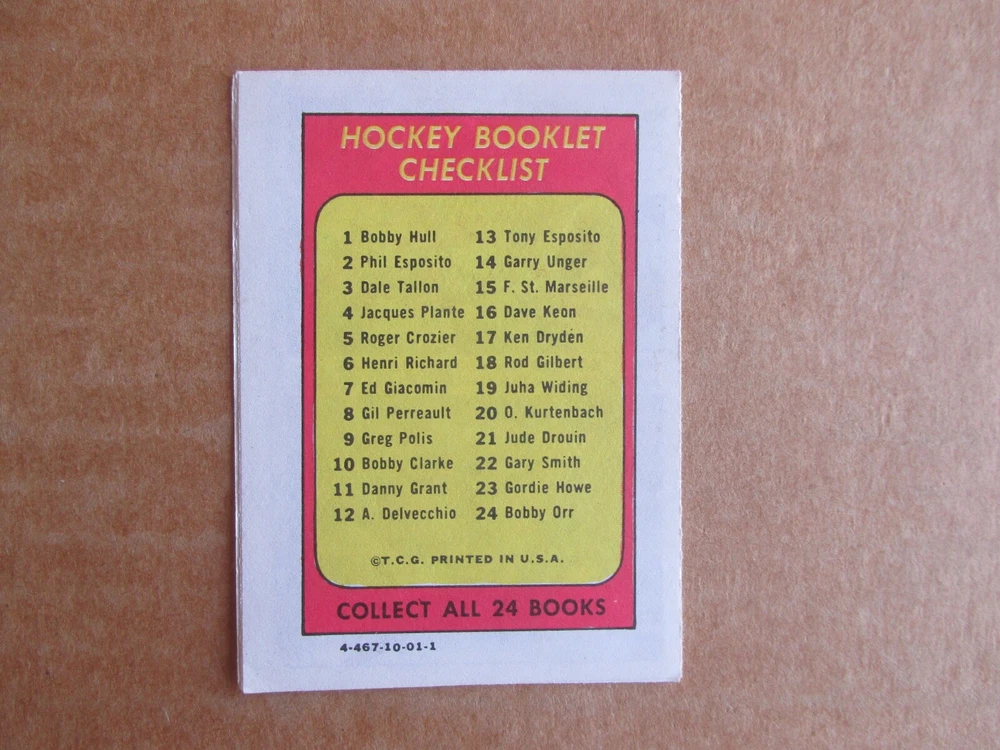 HOCKEY BOOKLET
CHECKLIST
1 Bobby Hull
2 Phil Esposito
3 Dale Tallon
4 Jacques Plante
5 Roger Crozier
6 Henri Richard
7 Ed Giacomin
8 Gil Perreault
9 Greg Polis
10 Bobby Clarke
11 Danny Grant
12 A. Delvecchio
13 Tony Esposito
14 Garry Unger
15 F. St. Marseille
16 Dave Keon
17 Ken Dryden
18 Rod Gilbert
19 Juha Widing
20 O. Kurtenbach
21 Jude Drouin
22 Gary Smith
23 Gordie Howe
24 Bobby Orr
©T.C.G. PRINTED IN U.S.A.
COLLECT ALL 24 BOOKS
4-467-10-01-1